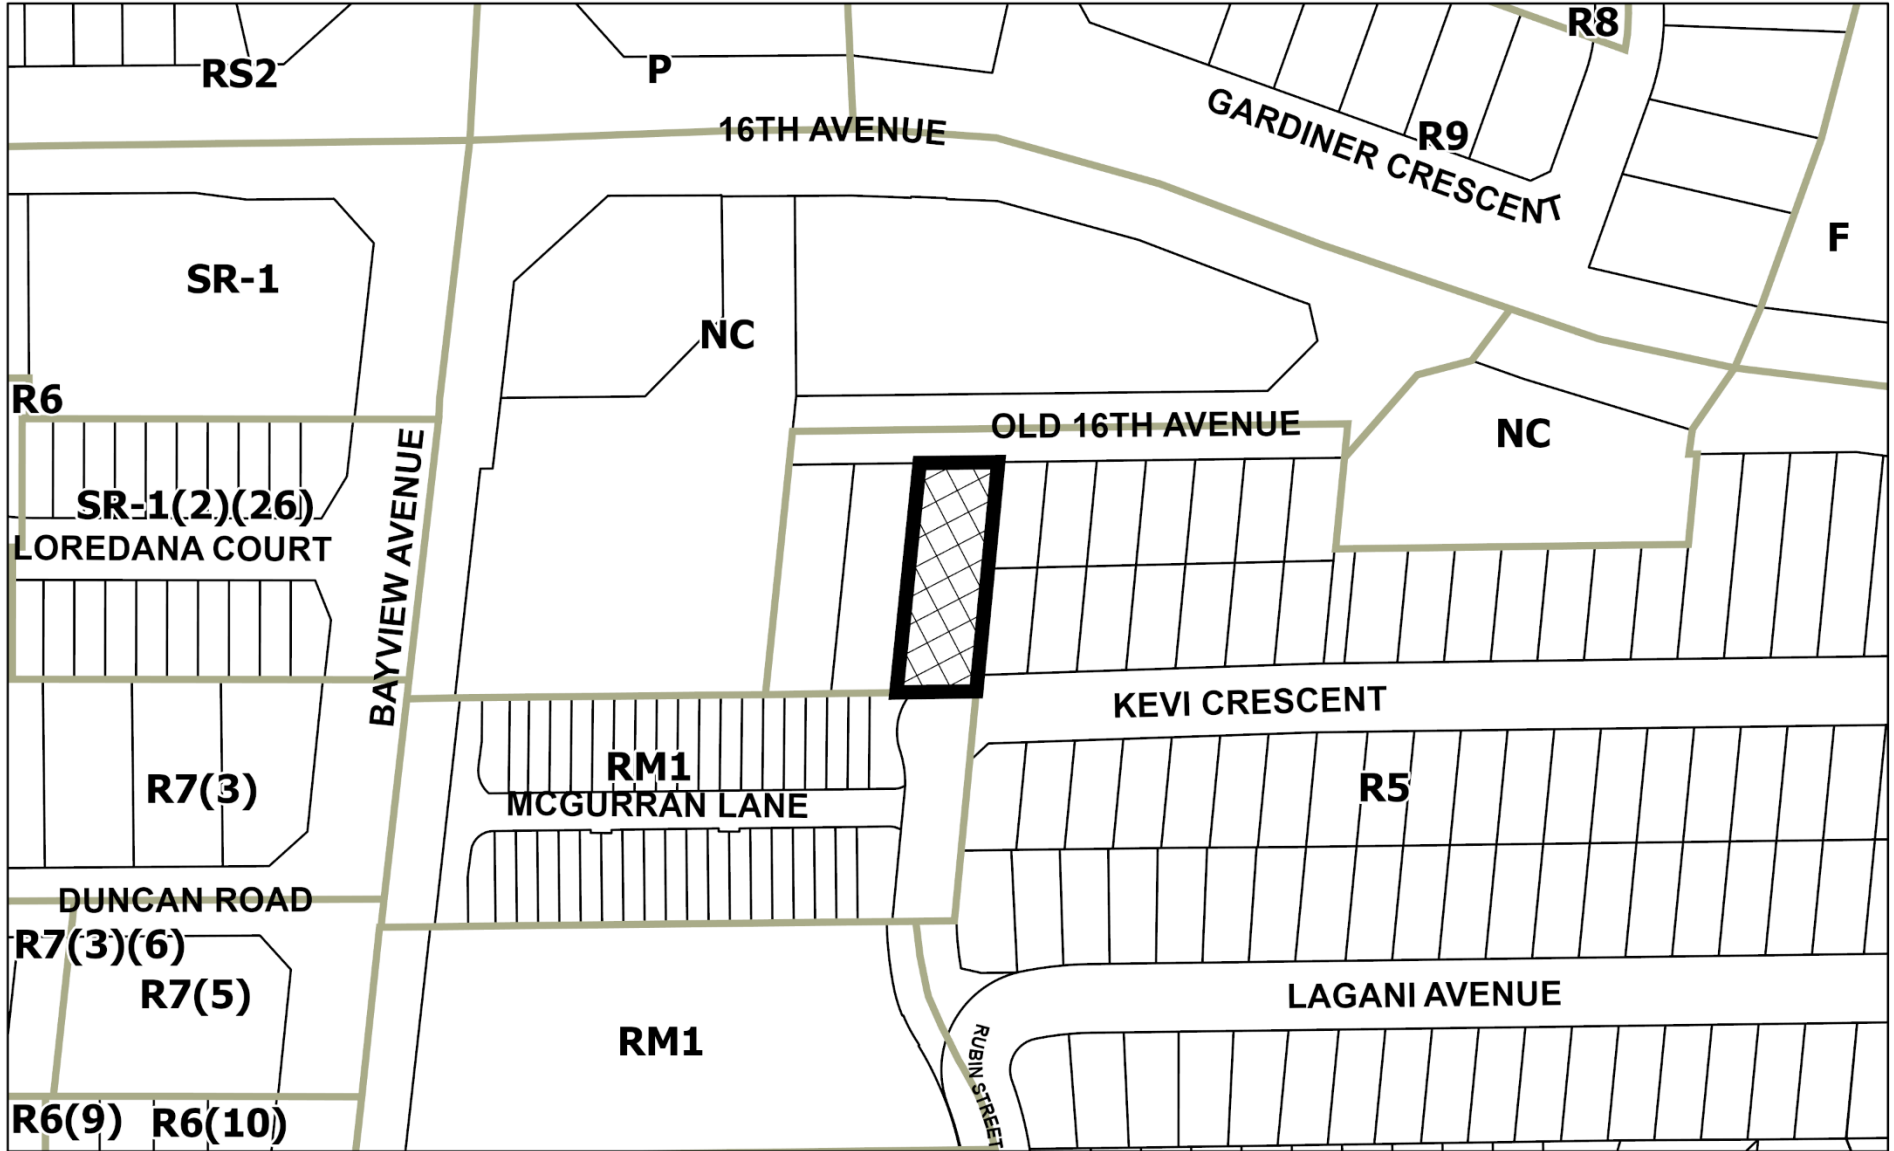 R8
RS2
P
16TH AVENUE
GARDINER CRESCENT
R9
F
SR-1
NC
R6
OLD 16TH AVENUE
NC
SR-1(2)(26)
LOREDANA COURT
BAYVIEW AVENUE
KEVI CRESCENT
R7(3)
RM1
MCGURRAN LANE
R5
DUNCAN ROAD
R7(3)(6)
R7(5)
LAGANI AVENUE
RM1
RUBIN STREET
R6(9)
R6(10)